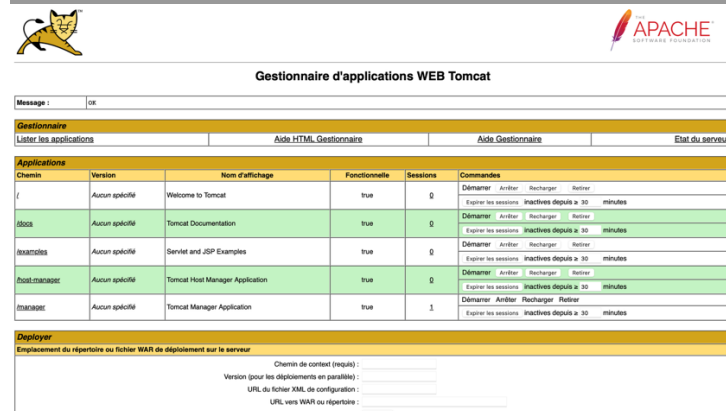 THE
APACHE
SOFTWARE FOUNDATION
Gestionnaire d'applications WEB Tomcat
Message : OK
Gestionnaire
Lister les applications Aide HTML Gestionnaire Aide Gestionnaire Etat du serveu
Applications
Chemin Version Nom d'affichage Fonctionnelle Sessions Commandes
/ Aucun spécifié Welcome to Tomcat true 0 Démarrer Arrêter Recharger Retirer
Expirer les sessions inactives depuis ≥ 30 minutes
/docs Aucun spécifié Tomcat Documentation true 0 Démarrer Arrêter Recharger Retirer
Expirer les sessions inactives depuis ≥ 30 minutes
/examples Aucun spécifié Servlet and JSP Examples true 0 Démarrer Arrêter Recharger Retirer
Expirer les sessions inactives depuis ≥ 30 minutes
/host-manager Aucun spécifié Tomcat Host Manager Application true 0 Démarrer Arrêter Recharger Retirer
Expirer les sessions inactives depuis ≥ 30 minutes
/manager Aucun spécifié Tomcat Manager Application true 1 Démarrer Arrêter Recharger Retirer
Expirer les sessions inactives depuis ≥ 30 minutes
Deployer
Emplacement du répertoire ou fichier WAR de déploiement sur le serveur
Chemin de context (requis) :
Version (pour les déploiements en parallèle) :
URL du fichier XML de configuration :
URL vers WAR ou répertoire :